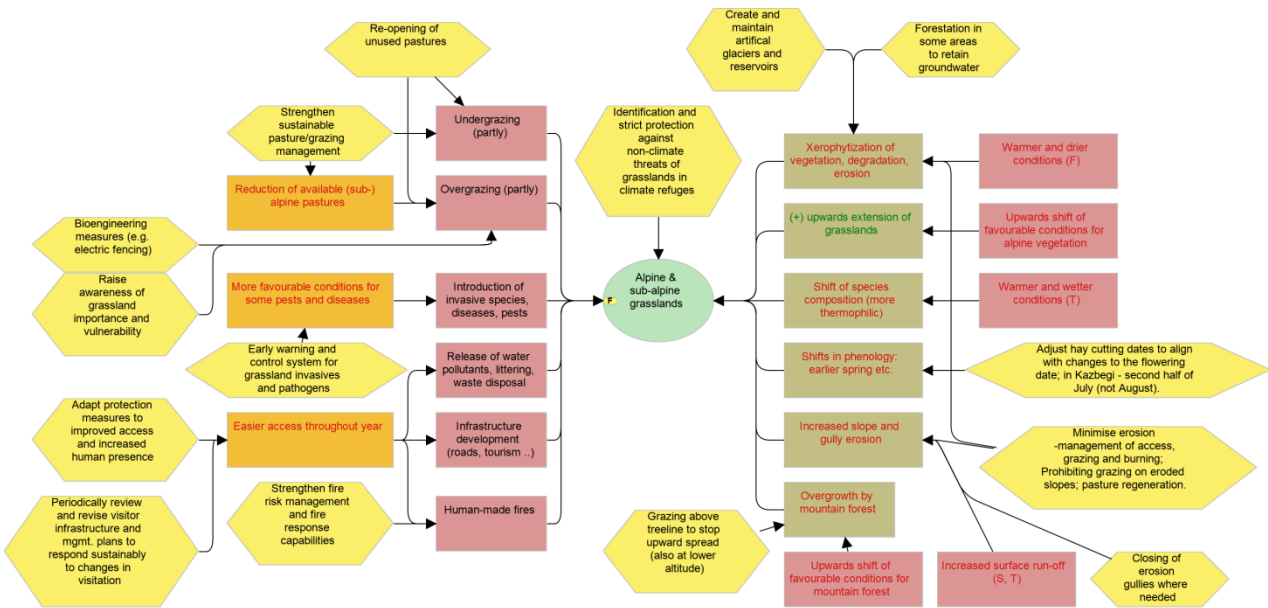 Re-opening of
unused pastures
Create and
maintain
artifical
glaciers and
reservoirs
Forestation in
some areas
to retain
groundwater
Strengthen
sustainable
pasture/grazing
management
Undergrazing
(partly)
Identification and
strict protection
against
non-climate
threats of
grasslands in
climate refuges
Xerophytization of
vegetation, degradation,
erosion
Warmer and drier
conditions (F)
Reduction of available (sub-)
alpine pastures
Overgrazing (partly)
(+) upwards extension of
grasslands
Upwards shift of
favourable conditions for
alpine vegetation
Bioengineering
measures (e.g.
electric fencing)
Raise
awareness of
grassland
importance and
vulnerability
More favourable conditions for
some pests and diseases
Introduction of
invasive species,
diseases, pests
F
Alpine &
sub-alpine
grasslands
Shift of species
composition (more
thermophilic)
Warmer and wetter
conditions (T)
Early warning and
control system for
grassland invasives
and pathogens
Release of water
pollutants, littering,
waste disposal
Shifts in phenology:
earlier spring etc.
Adjust hay cutting dates to align
with changes to the flowering
date; in Kazbegi - second half of
July (not August).
Adapt protection
measures to
improved access
and increased
human presence
Easier access throughout year
Infrastructure
development
(roads, tourism ..)
Increased slope and
gully erosion
Minimise erosion
-management of access,
grazing and burning;
Prohibiting grazing on eroded
slopes; pasture regeneration.
Periodically review
and revise visitor
infrastructure and
mgmt. plans to
respond sustainably
to changes in
visitation
Strengthen fire
risk management
and fire
response
capabilities
Human-made fires
Overgrowth by
mountain forest
Grazing above
treeline to stop
upward spread
(also at lower
altitude)
Upwards shift of
favourable conditions for
mountain forest
Increased surface run-off
(S, T)
Closing of
erosion
gullies where
needed